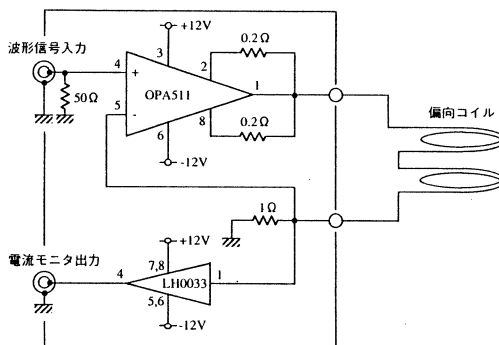 波形信号入力
50Ω
+12V
3
4
+
5
-
OPA511
6
-12V
2
0.2Ω
1
8
0.2Ω
偏向コイル
1Ω
電流モニタ出力
4
+12V
7,8
LH0033
1
5,6
-12V